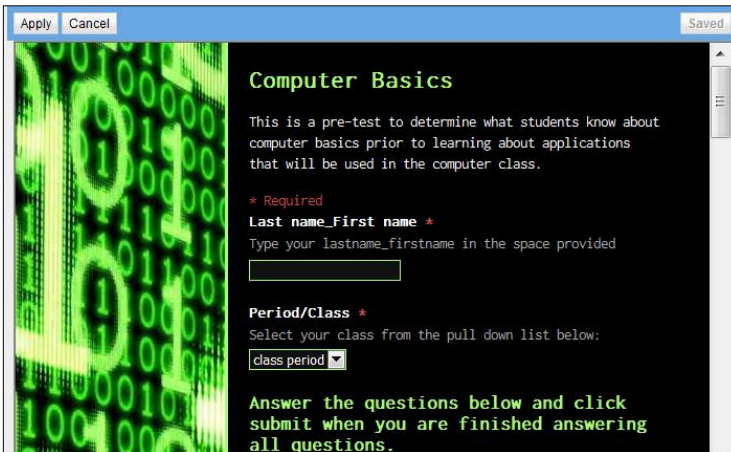 Apply Cancel Saved
Computer Basics
This is a pre-test to determine what students know about
computer basics prior to learning about applications
that will be used in the computer class.
* Required
Last name_First name *
Type your lastname_firstname in the space provided
Period/Class *
Select your class from the pull down list below:
class period
Answer the questions below and click
submit when you are finished answering
all questions.